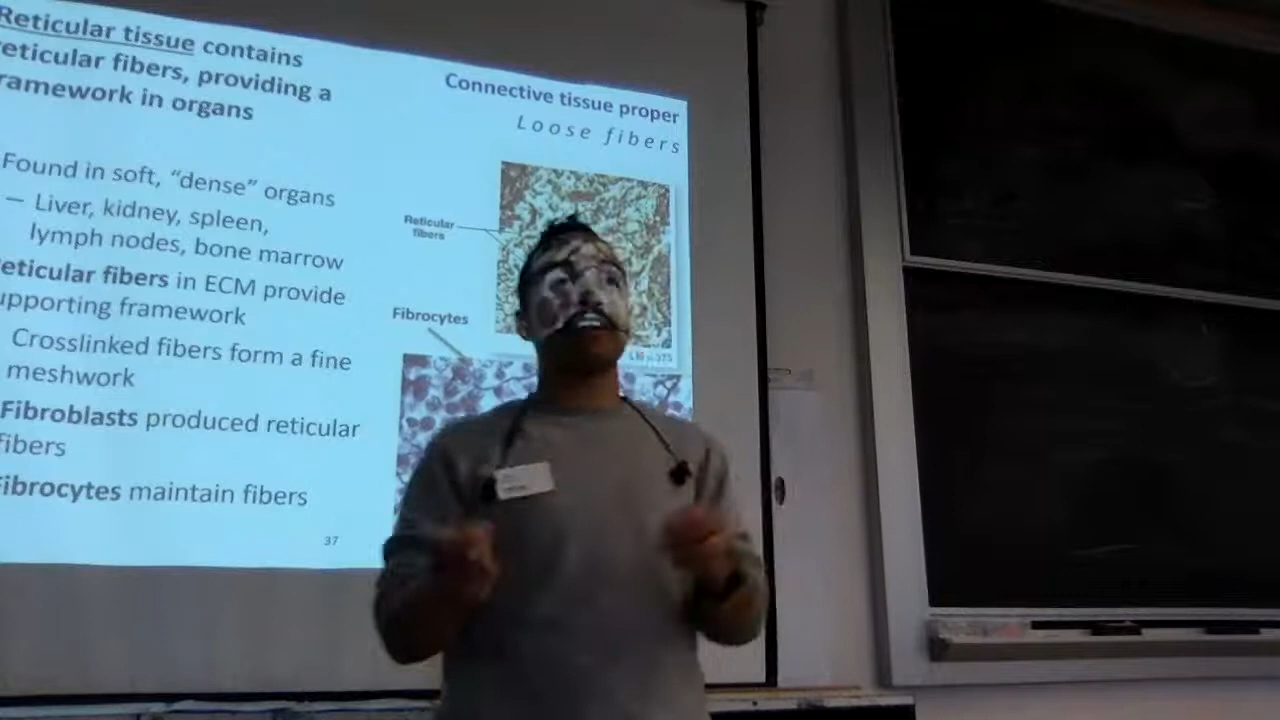 Reticular tissue contains
reticular fibers, providing a
framework in organs
Connective tissue proper
Loose fibers
Found in soft, “dense” organs
– Liver, kidney, spleen,
lymph nodes, bone marrow
Reticular fibers in ECM provide
supporting framework
Crosslinked fibers form a fine
meshwork
Fibroblasts produced reticular
fibers
Fibrocytes maintain fibers
Reticular
fibers
Fibrocytes
37